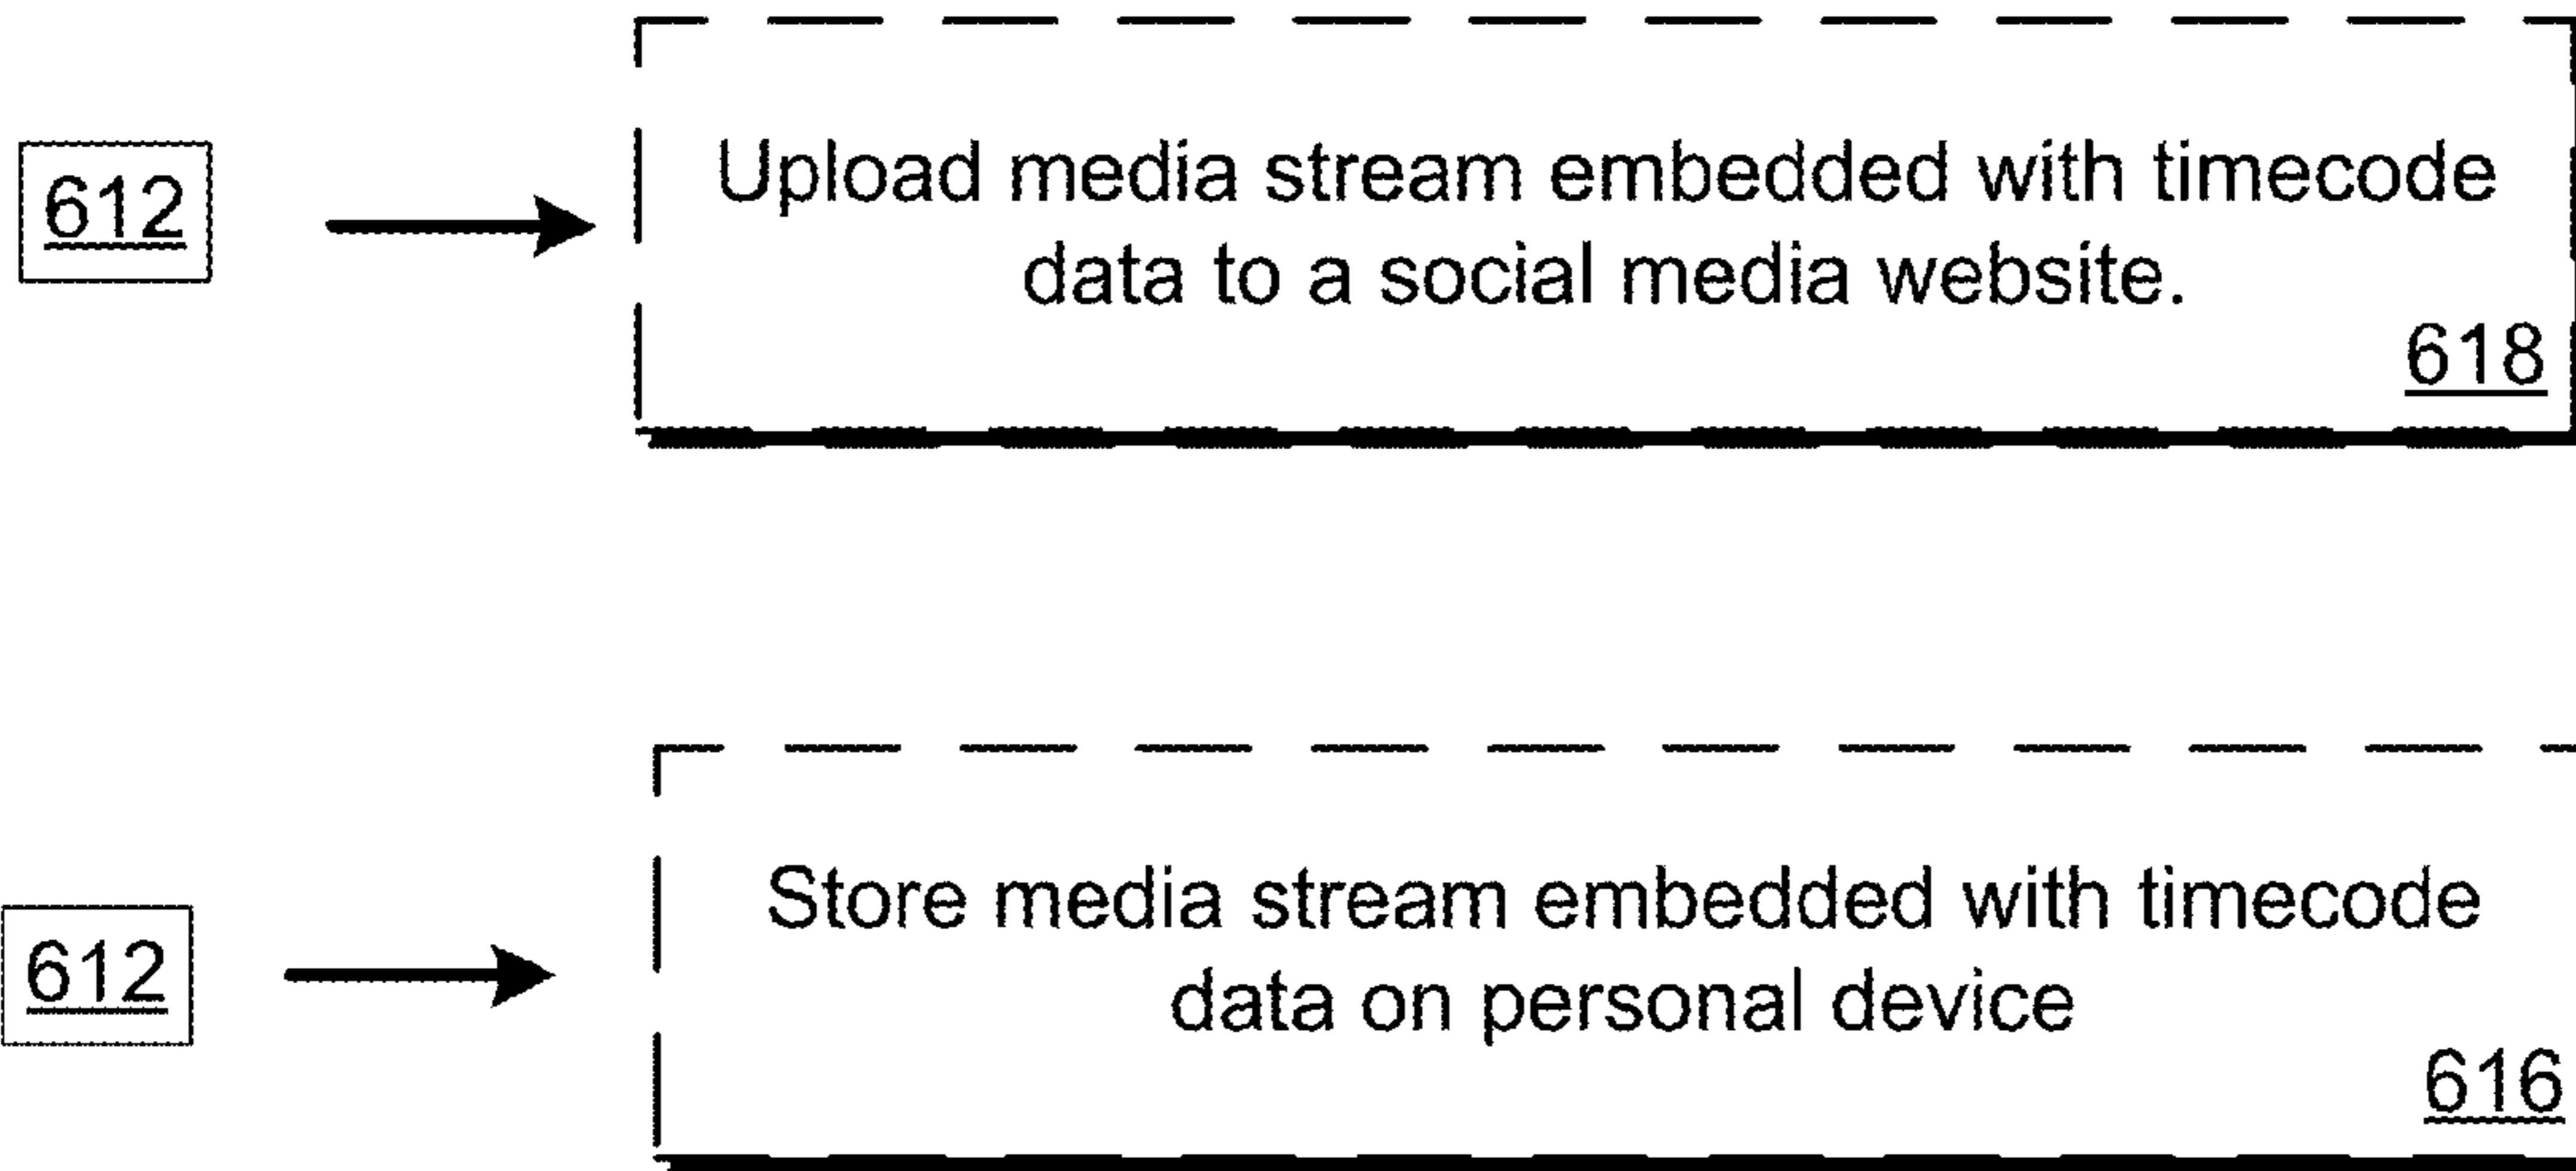 612
Upload media stream embedded with timecode
data to a social media website.
618
612
Store media stream embedded with timecode
data on personal device
616